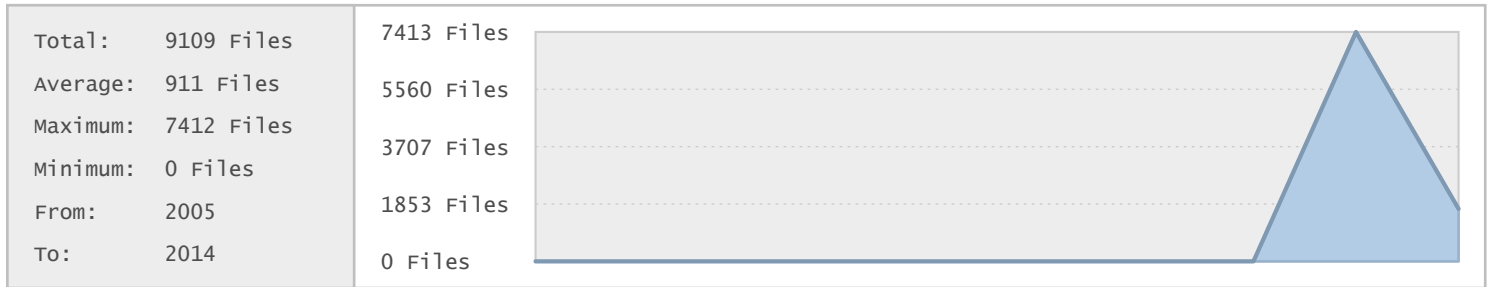 Total: 9109 Files
Average: 911 Files
Maximum: 7412 Files
Minimum: 0 Files
From: 2005
To: 2014
7413 Files
5560 Files
3707 Files
1853 Files
0 Files